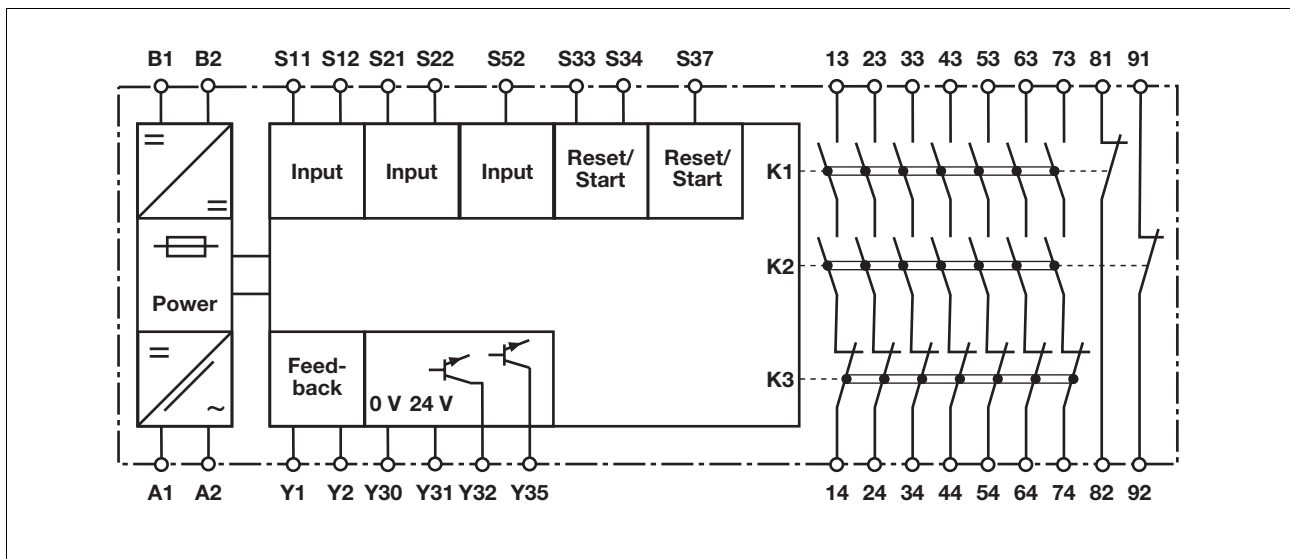 B1 B2 S11 S12 S21 S22 S52 S33 S34 S37 13 23 33 43 53 63 73 81 91
Input Input Input Reset/ Reset/
Start Start
K1
K2
Power
Feed-
back
0 V 24 V
K3
A1 A2 Y1 Y2 Y30 Y31 Y32 Y35 14 24 34 44 54 64 74 82 92